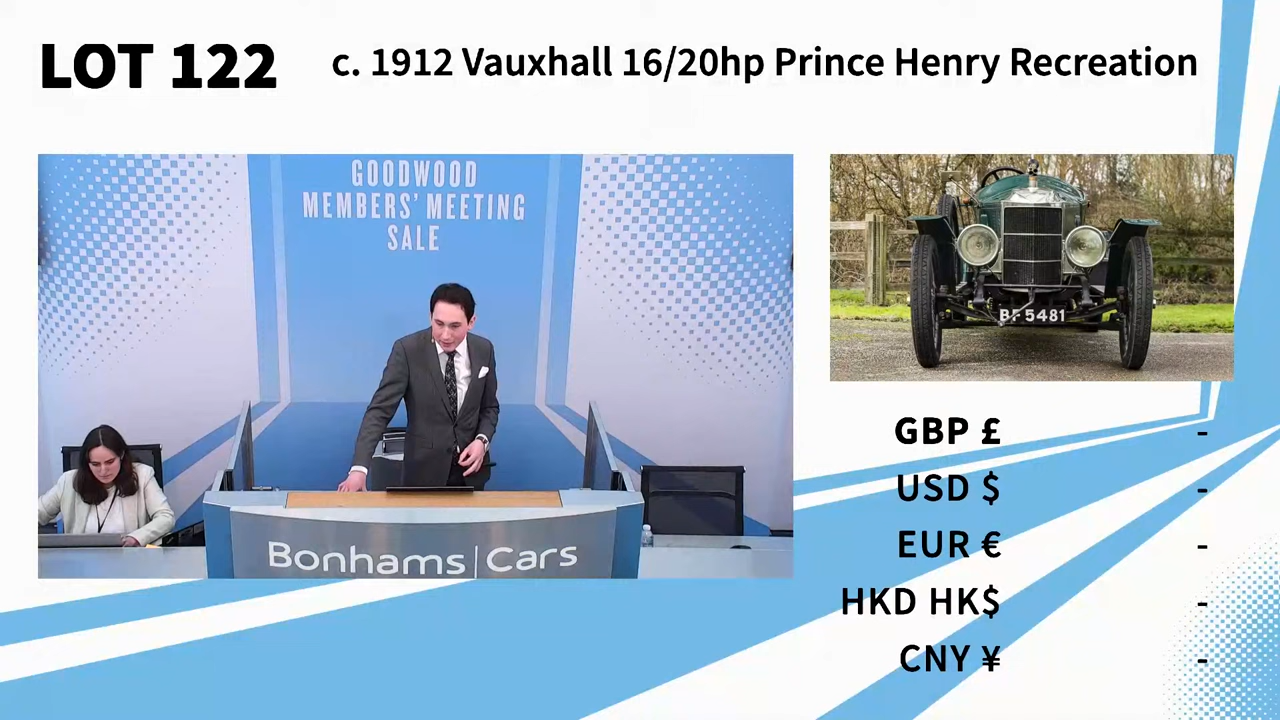 LOT 122
c. 1912 Vauxhall 16/20hp Prince Henry Recreation
GOODWOOD
MEMBERS' MEETING
SALE
Bonhams | Cars
BF 5481
GBP £ -
USD $ -
EUR € -
HKD HK$ -
CNY ¥ -